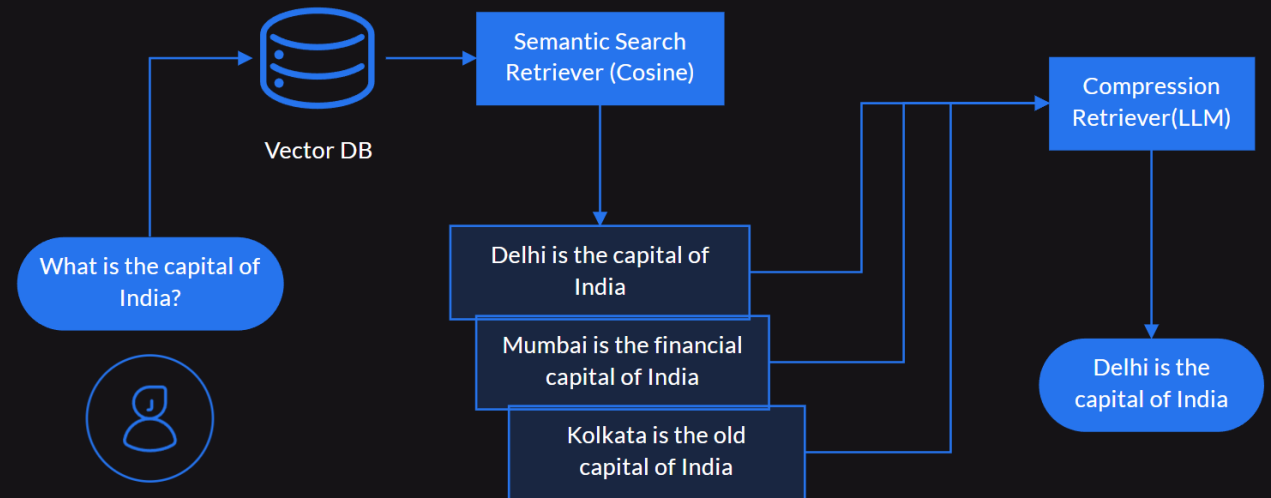 Semantic Search
Retriever (Cosine)
Compression
Retriever(LLM)
Vector DB
What is the capital of
India?
Delhi is the capital of
India
Mumbai is the financial
capital of India
Kolkata is the old
capital of India
Delhi is the
capital of India